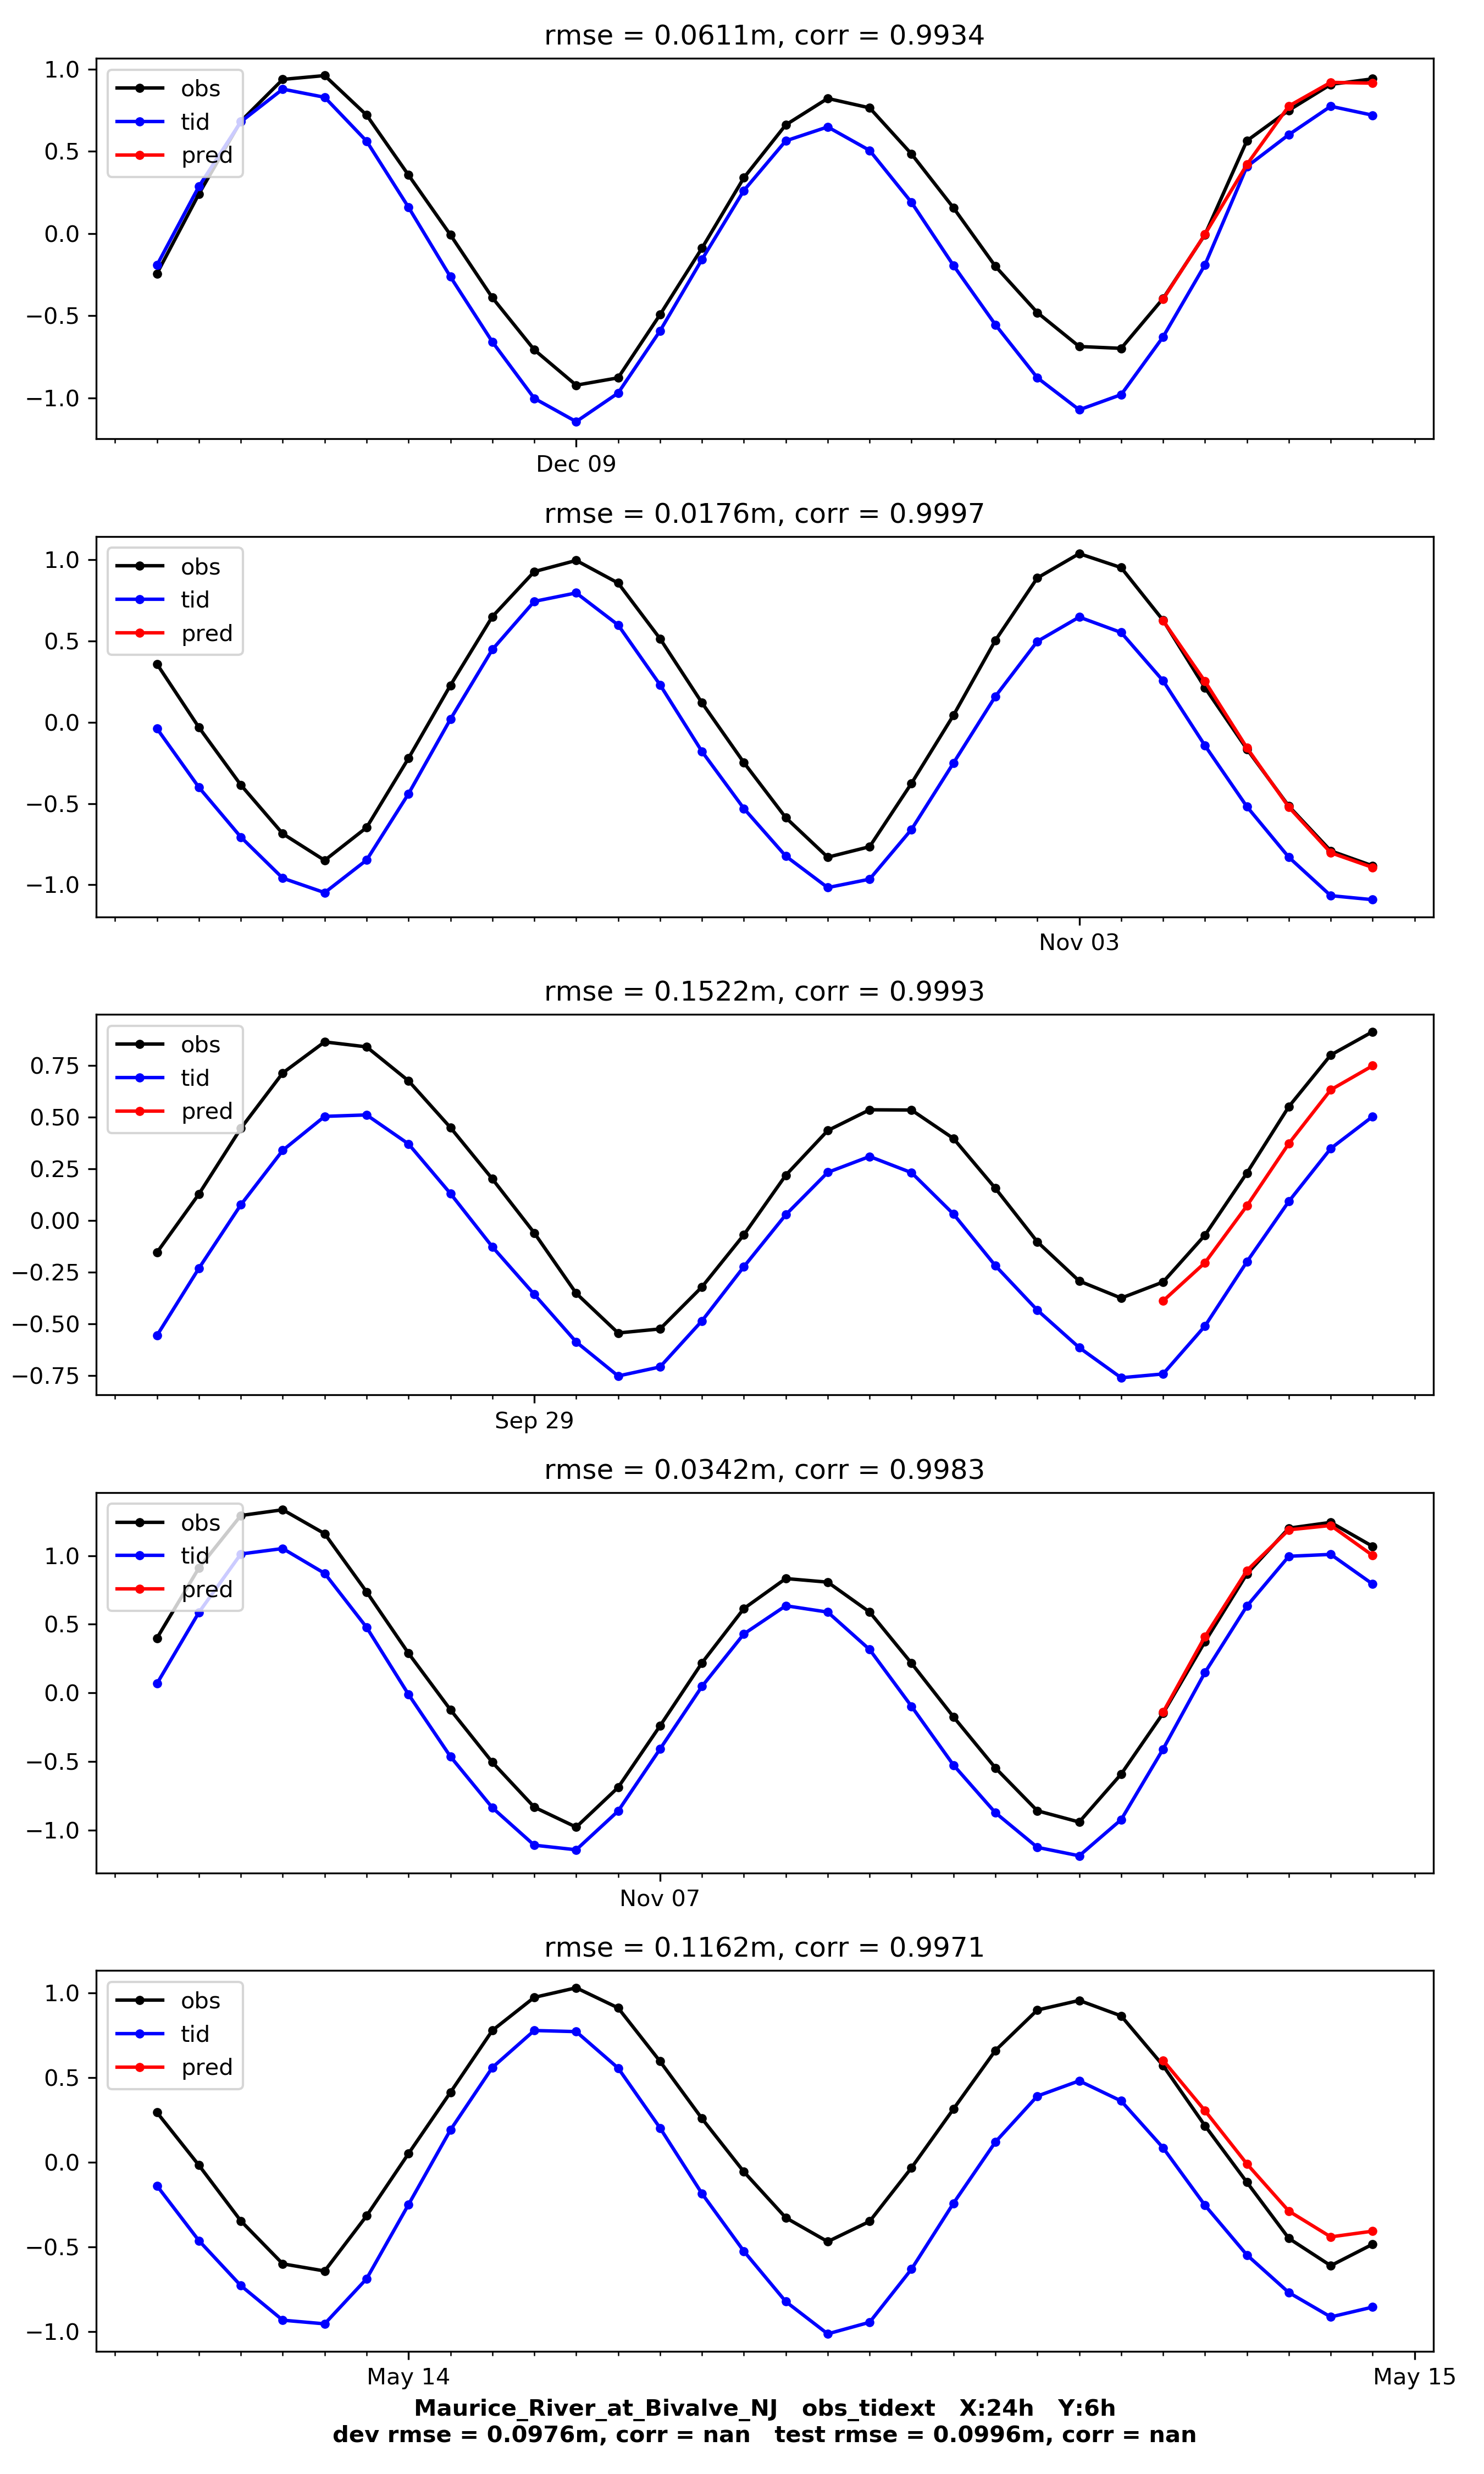 rmse = 0.0611m, corr = 0.9934
1.0
0.5
0.0
−0.5
−1.0
obs
tid
pred
Dec 09
rmse = 0.0176m, corr = 0.9997
1.0
0.5
0.0
−0.5
−1.0
obs
tid
pred
Nov 03
rmse = 0.1522m, corr = 0.9993
0.75
0.50
0.25
0.00
−0.25
−0.50
−0.75
obs
tid
pred
Sep 29
rmse = 0.0342m, corr = 0.9983
1.0
0.5
0.0
−0.5
−1.0
obs
tid
pred
Nov 07
rmse = 0.1162m, corr = 0.9971
1.0
0.5
0.0
−0.5
−1.0
obs
tid
pred
May 14 May 15
Maurice_River_at_Bivalve_NJ obs_tidext X:24h Y:6h
dev rmse = 0.0976m, corr = nan test rmse = 0.0996m, corr = nan